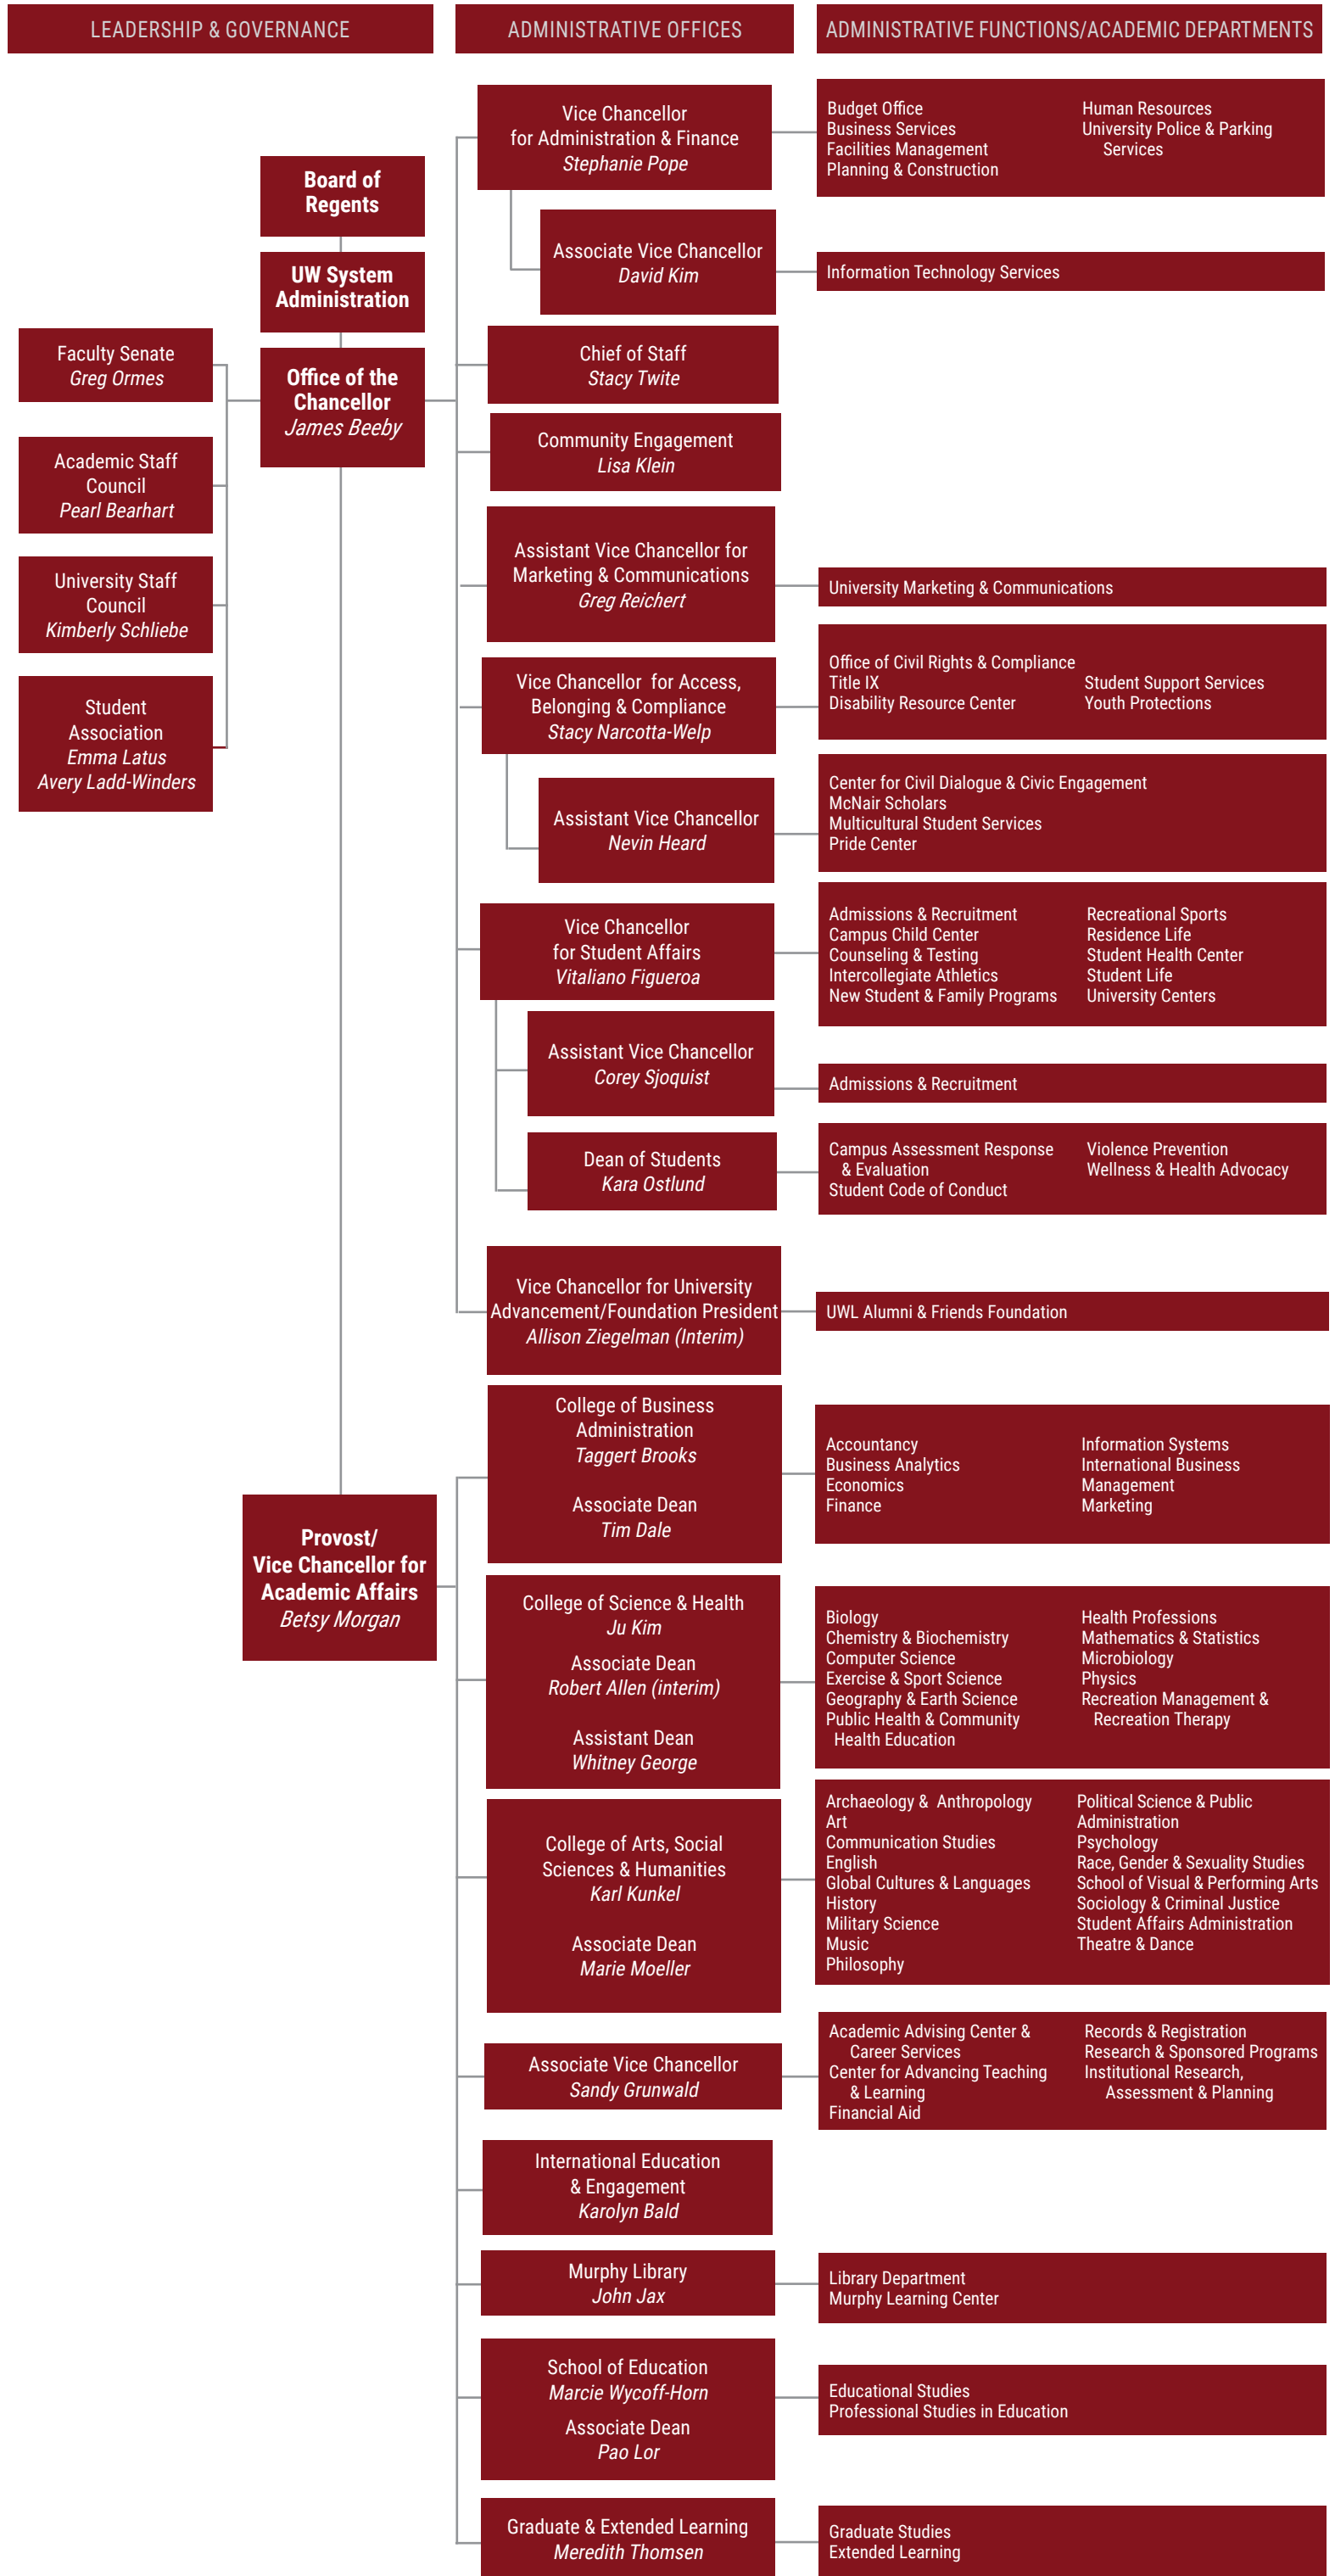 LEADERSHIP & GOVERNANCE
ADMINISTRATIVE OFFICES
ADMINISTRATIVE FUNCTIONS/ACADEMIC DEPARTMENTS
Board of
Regents
UW System
Administration
Office of the
Chancellor
James Beeby
Faculty Senate
Greg Ormes
Academic Staff
Council
Pearl Bearhart
University Staff
Council
Kimberly Schliebe
Student
Association
Emma Latus
Avery Ladd-Winders
Provost/
Vice Chancellor for
Academic Affairs
Betsy Morgan
Vice Chancellor
for Administration & Finance
Stephanie Pope
Budget Office
Business Services
Facilities Management
Planning & Construction
Human Resources
University Police & Parking
Services
Associate Vice Chancellor
David Kim
Information Technology Services
Chief of Staff
Stacy Twite
Community Engagement
Lisa Klein
Assistant Vice Chancellor for
Marketing & Communications
Greg Reichert
University Marketing & Communications
Vice Chancellor for Access,
Belonging & Compliance
Stacy Narcotta-Welp
Office of Civil Rights & Compliance
Title IX
Disability Resource Center
Student Support Services
Youth Protections
Assistant Vice Chancellor
Nevin Heard
Center for Civil Dialogue & Civic Engagement
McNair Scholars
Multicultural Student Services
Pride Center
Vice Chancellor
for Student Affairs
Vitaliano Figueroa
Admissions & Recruitment
Campus Child Center
Counseling & Testing
Intercollegiate Athletics
New Student & Family Programs
Recreational Sports
Residence Life
Student Health Center
Student Life
University Centers
Assistant Vice Chancellor
Corey Sjoquist
Admissions & Recruitment
Dean of Students
Kara Ostlund
Campus Assessment Response
& Evaluation
Student Code of Conduct
Violence Prevention
Wellness & Health Advocacy
Vice Chancellor for University
Advancement/Foundation President
Allison Ziegelman (Interim)
UWL Alumni & Friends Foundation
College of Business
Administration
Taggert Brooks
Associate Dean
Tim Dale
Accountancy
Business Analytics
Economics
Finance
Information Systems
International Business
Management
Marketing
College of Science & Health
Ju Kim
Associate Dean
Robert Allen (interim)
Assistant Dean
Whitney George
Biology
Chemistry & Biochemistry
Computer Science
Exercise & Sport Science
Geography & Earth Science
Public Health & Community
Health Education
Health Professions
Mathematics & Statistics
Microbiology
Physics
Recreation Management &
Recreation Therapy
College of Arts, Social
Sciences & Humanities
Karl Kunkel
Associate Dean
Marie Moeller
Archaeology & Anthropology
Art
Communication Studies
English
Global Cultures & Languages
History
Military Science
Music
Philosophy
Political Science & Public
Administration
Psychology
Race, Gender & Sexuality Studies
School of Visual & Performing Arts
Sociology & Criminal Justice
Student Affairs Administration
Theatre & Dance
Associate Vice Chancellor
Sandy Grunwald
Academic Advising Center &
Career Services
Center for Advancing Teaching
& Learning
Financial Aid
Records & Registration
Research & Sponsored Programs
Institutional Research,
Assessment & Planning
International Education
& Engagement
Karolyn Bald
Murphy Library
John Jax
Library Department
Murphy Learning Center
School of Education
Marcie Wycoff-Horn
Associate Dean
Pao Lor
Educational Studies
Professional Studies in Education
Graduate & Extended Learning
Meredith Thomsen
Graduate Studies
Extended Learning